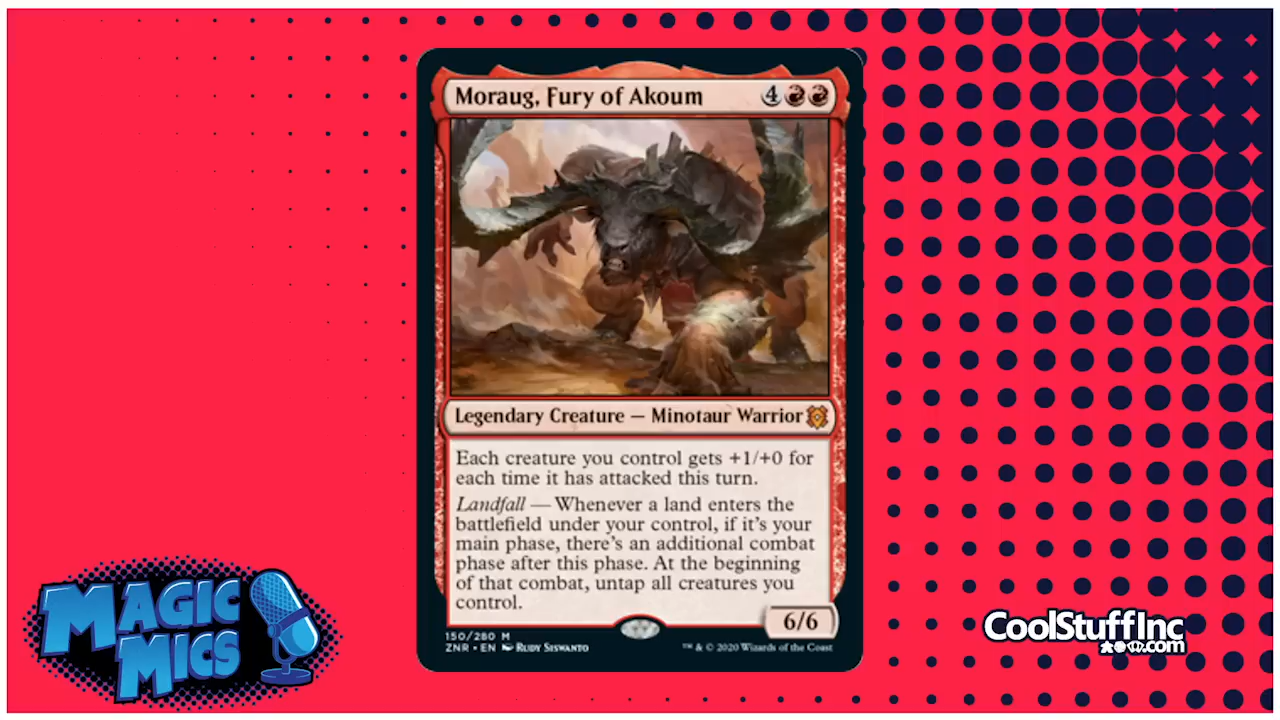 Moraug, Fury of Akoum 4
Legendary Creature — Minotaur Warrior
Each creature you control gets +1/+0 for
each time it has attacked this turn.
Landfall — Whenever a land enters the
battlefield under your control, if it's your
main phase, there's an additional combat
phase after this phase. At the beginning
of that combat, untap all creatures you
control.
6/6
150/280 M
ZNR • EN Rudy Siswanto
™ & © 2020 Wizards of the Coast
MAGIC
MICS
CoolStuffInc
.com